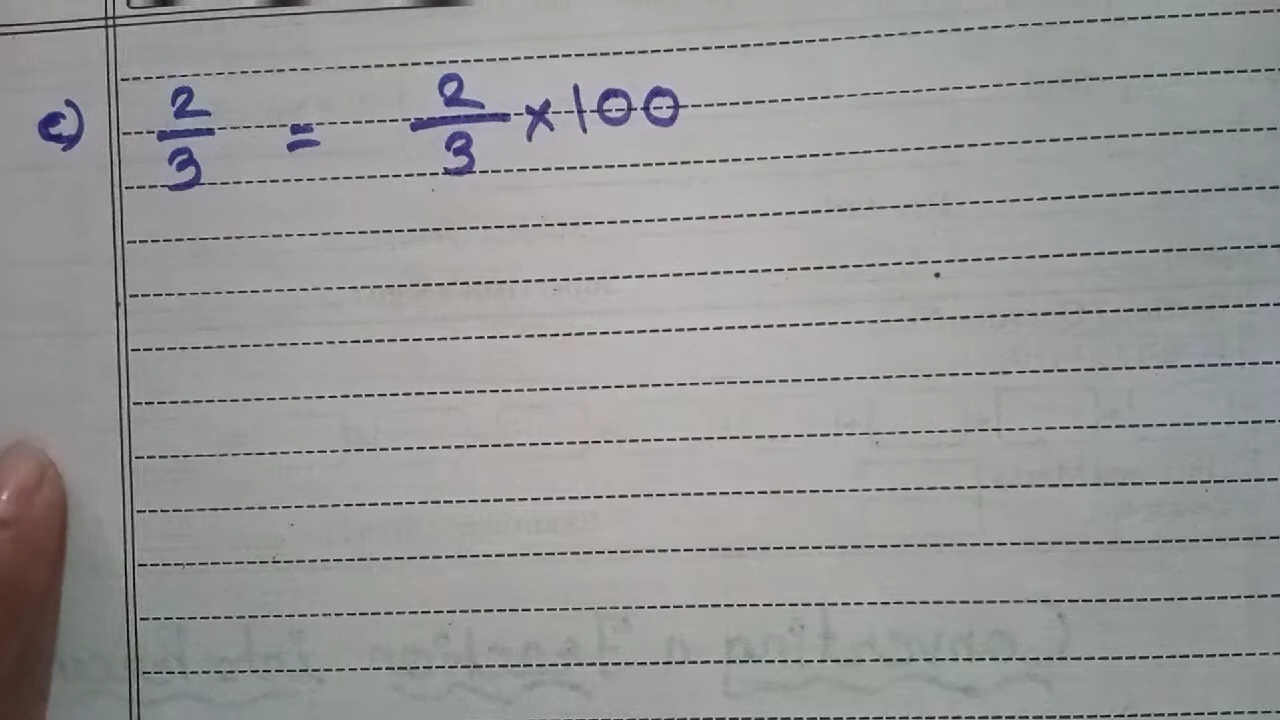 c) 2/3 = 2/3 × 100